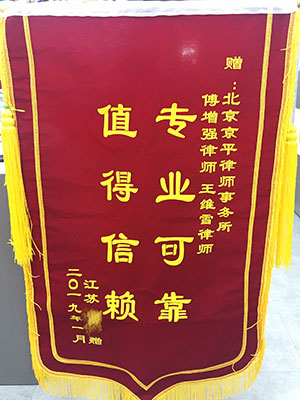 赠：北京京平律师事务所
傅增强律师 王维雪律师
专业可靠
值得信赖
江苏 赠
二〇一九年一月